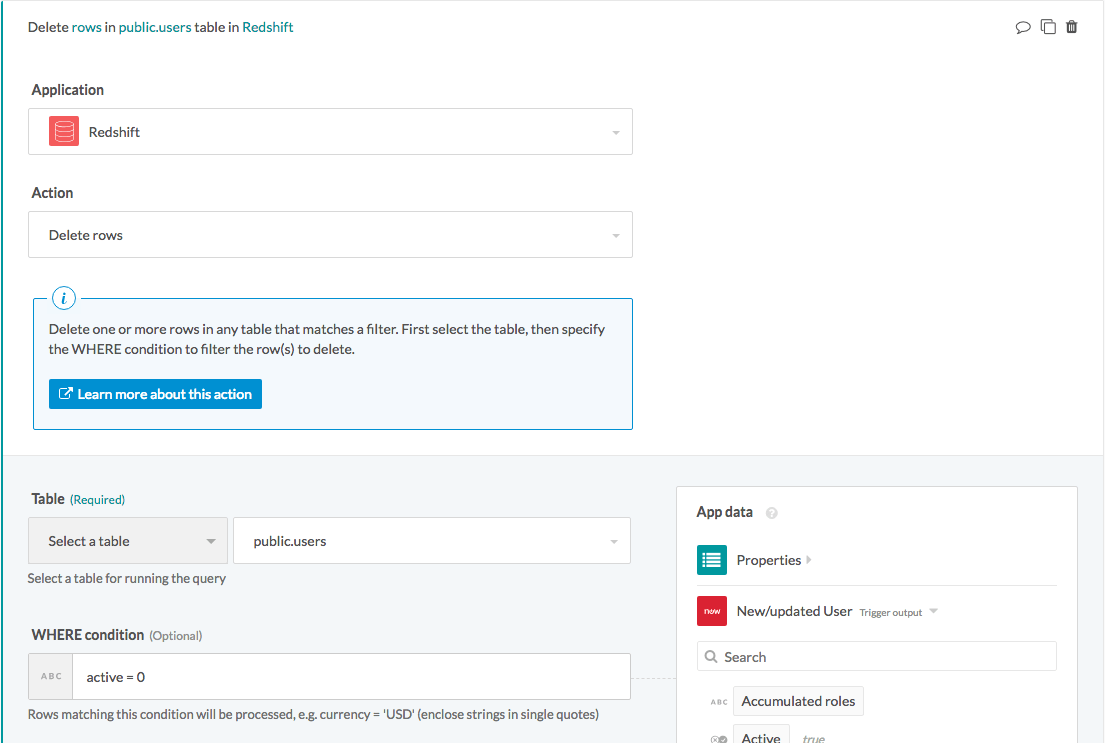 Delete rows in public.users table in Redshift
Application
Redshift
Action
Delete rows
i
Delete one or more rows in any table that matches a filter. First select the table, then specify
the WHERE condition to filter the row(s) to delete.
Learn more about this action
Table (Required)
Select a table
public.users
Select a table for running the query
WHERE condition (Optional)
ABC
active = 0
Rows matching this condition will be processed, e.g. currency = 'USD' (enclose strings in single quotes)
App data ?
Properties
now
New/updated User Trigger output
Search
ABC
Accumulated roles
Active true